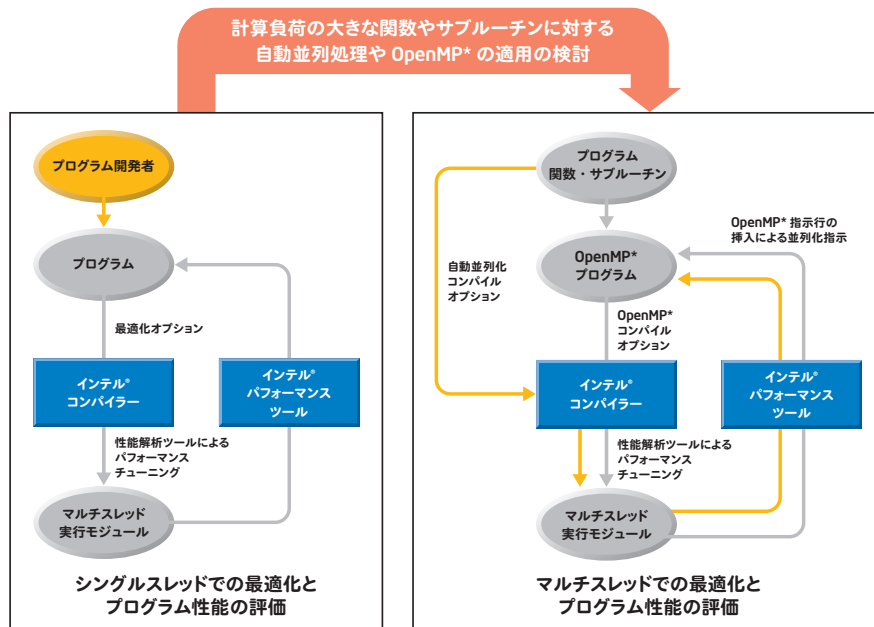 計算負荷の大きな関数やサブルーチンに対する
自動並列処理や OpenMP* の適用の検討
プログラム開発者
プログラム
最適化オプション
インテル®
コンパイラー
インテル®
パフォーマンス
ツール
性能解析ツールによる
パフォーマンス
チューニング
マルチスレッド
実行モジュール
シングルスレッドでの最適化と
プログラム性能の評価
プログラム
関数・サブルーチン
OpenMP* 指示行の
挿入による並列化指示
OpenMP*
プログラム
自動並列化
コンパイル
オプション
OpenMP*
コンパイル
オプション
インテル®
コンパイラー
インテル®
パフォーマンス
ツール
性能解析ツールによる
パフォーマンス
チューニング
マルチスレッド
実行モジュール
マルチスレッドでの最適化と
プログラム性能の評価